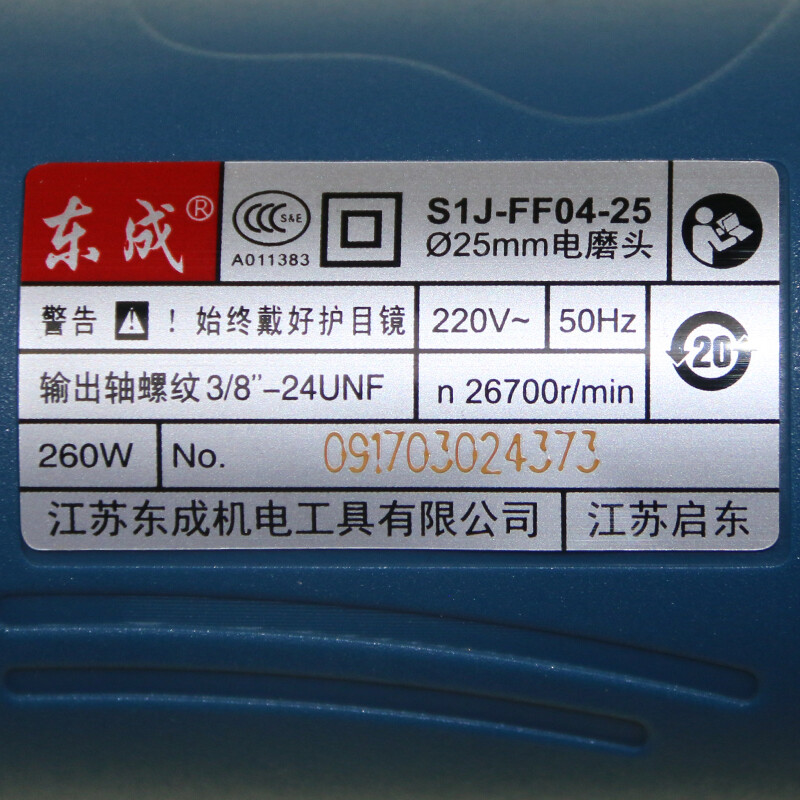 东成®
S&E
A011383
S1J-FF04-25
Ø25mm电磨头
警告 ! 始终戴好护目镜
220V~
50Hz
20
输出轴螺纹3/8"-24UNF
n 26700r/min
260W
No. 091703024373
江苏东成机电工具有限公司
江苏启东